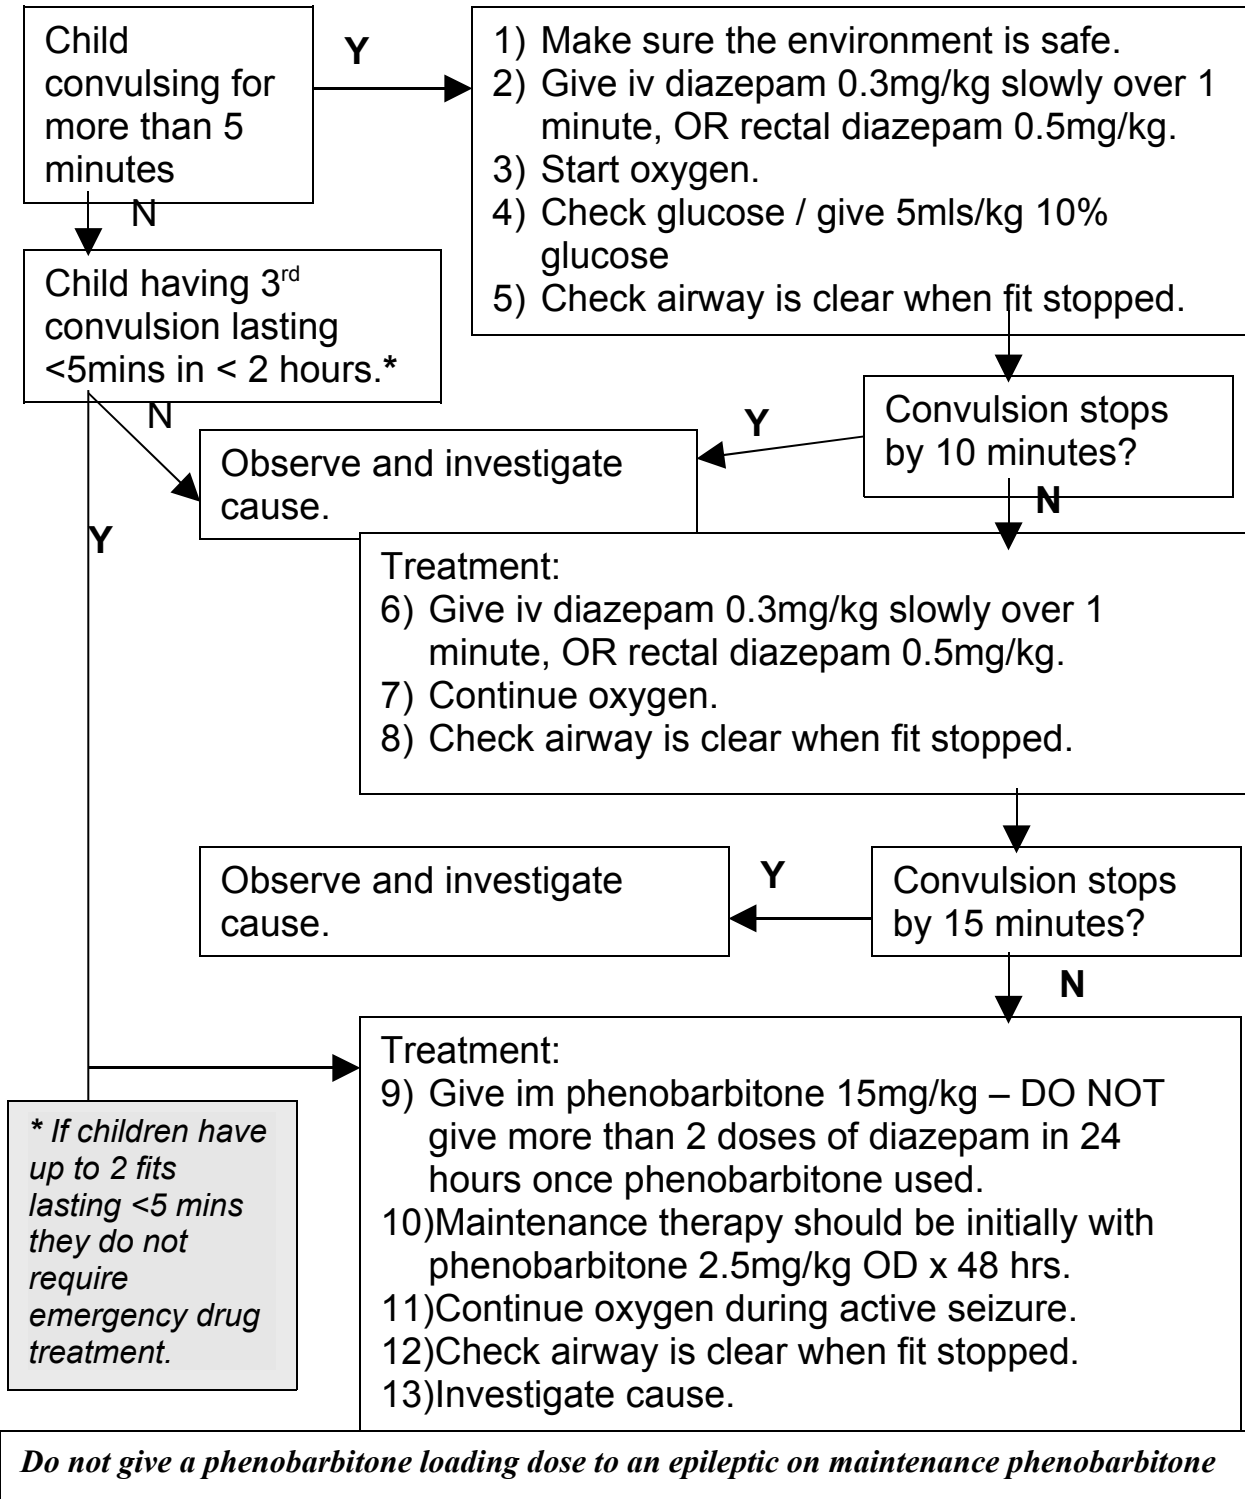 Child
convulsing for
more than 5
minutes
Y
1) Make sure the environment is safe.
2) Give iv diazepam 0.3mg/kg slowly over 1
minute, OR rectal diazepam 0.5mg/kg.
3) Start oxygen.
4) Check glucose / give 5mls/kg 10%
glucose
5) Check airway is clear when fit stopped.
N
Child having 3rd
convulsion lasting
<5mins in < 2 hours.*
N
Y
Convulsion stops
by 10 minutes?
Y
Observe and investigate
cause.
N
Treatment:
6) Give iv diazepam 0.3mg/kg slowly over 1
minute, OR rectal diazepam 0.5mg/kg.
7) Continue oxygen.
8) Check airway is clear when fit stopped.
Observe and investigate
cause.
Y
Convulsion stops
by 15 minutes?
N
Treatment:
9) Give im phenobarbitone 15mg/kg – DO NOT
give more than 2 doses of diazepam in 24
hours once phenobarbitone used.
10)Maintenance therapy should be initially with
phenobarbitone 2.5mg/kg OD x 48 hrs.
11)Continue oxygen during active seizure.
12)Check airway is clear when fit stopped.
13)Investigate cause.
* If children have
up to 2 fits
lasting <5 mins
they do not
require
emergency drug
treatment.
Do not give a phenobarbitone loading dose to an epileptic on maintenance phenobarbitone